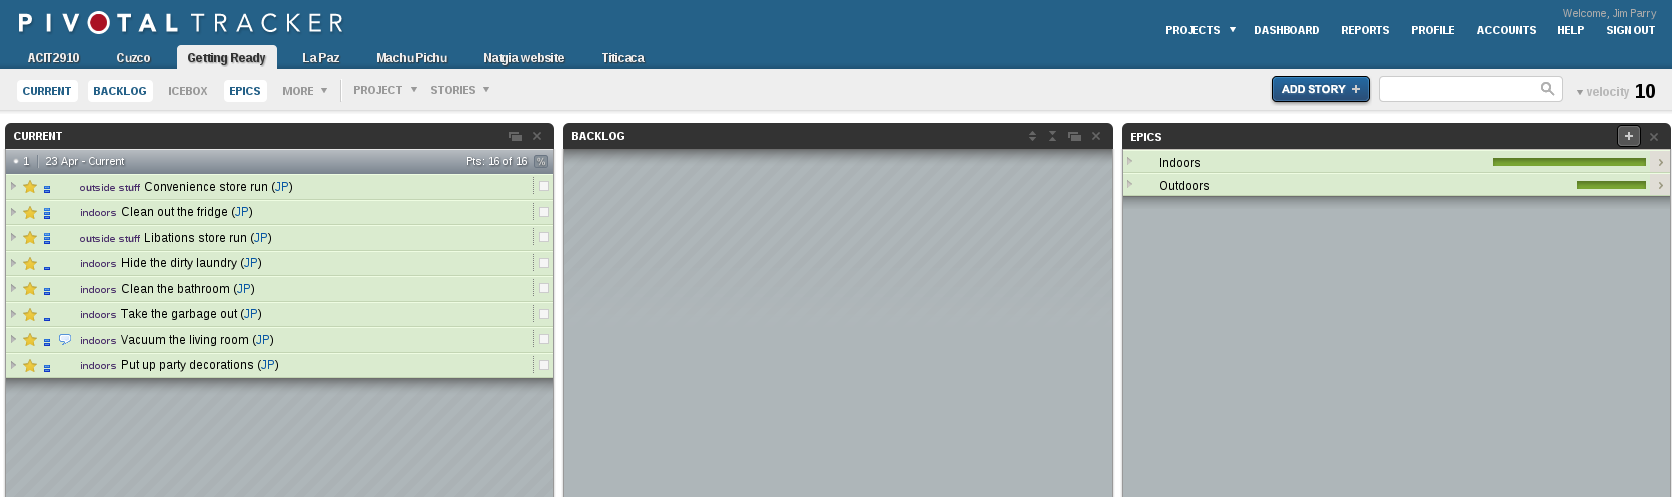 PIVOTAL TRACKER
Welcome, Jim Parry
PROJECTS DASHBOARD REPORTS PROFILE ACCOUNTS HELP SIGN OUT
ACIT2910 Cuzco Getting Ready La Paz Machu Pichu Natgia website Titicaca
CURRENT BACKLOG ICEBOX EPICS MORE PROJECT STORIES ADD STORY + velocity 10
CURRENT
1 23 Apr - Current Pts: 16 of 16 %
outside stuff Convenience store run (JP)
indoors Clean out the fridge (JP)
outside stuff Libations store run (JP)
indoors Hide the dirty laundry (JP)
indoors Clean the bathroom (JP)
indoors Take the garbage out (JP)
indoors Vacuum the living room (JP)
indoors Put up party decorations (JP)
BACKLOG
EPICS +
Indoors
Outdoors